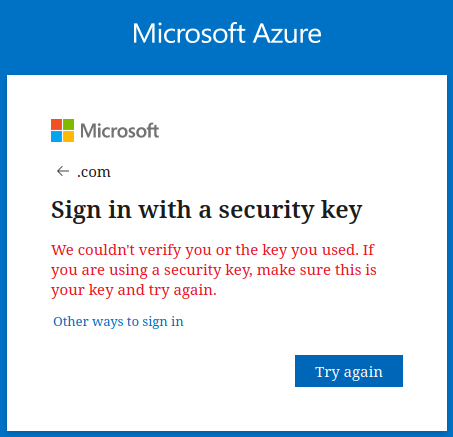 Microsoft Azure
Microsoft
.com
Sign in with a security key
We couldn't verify you or the key you used. If
you are using a security key, make sure this is
your key and try again.
Other ways to sign in
Try again